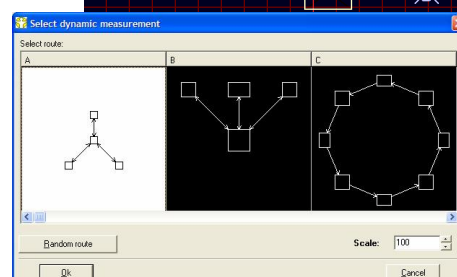 Select dynamic measurement
Select route:
A B C
Random route
Scale: 100
Ok Cancel